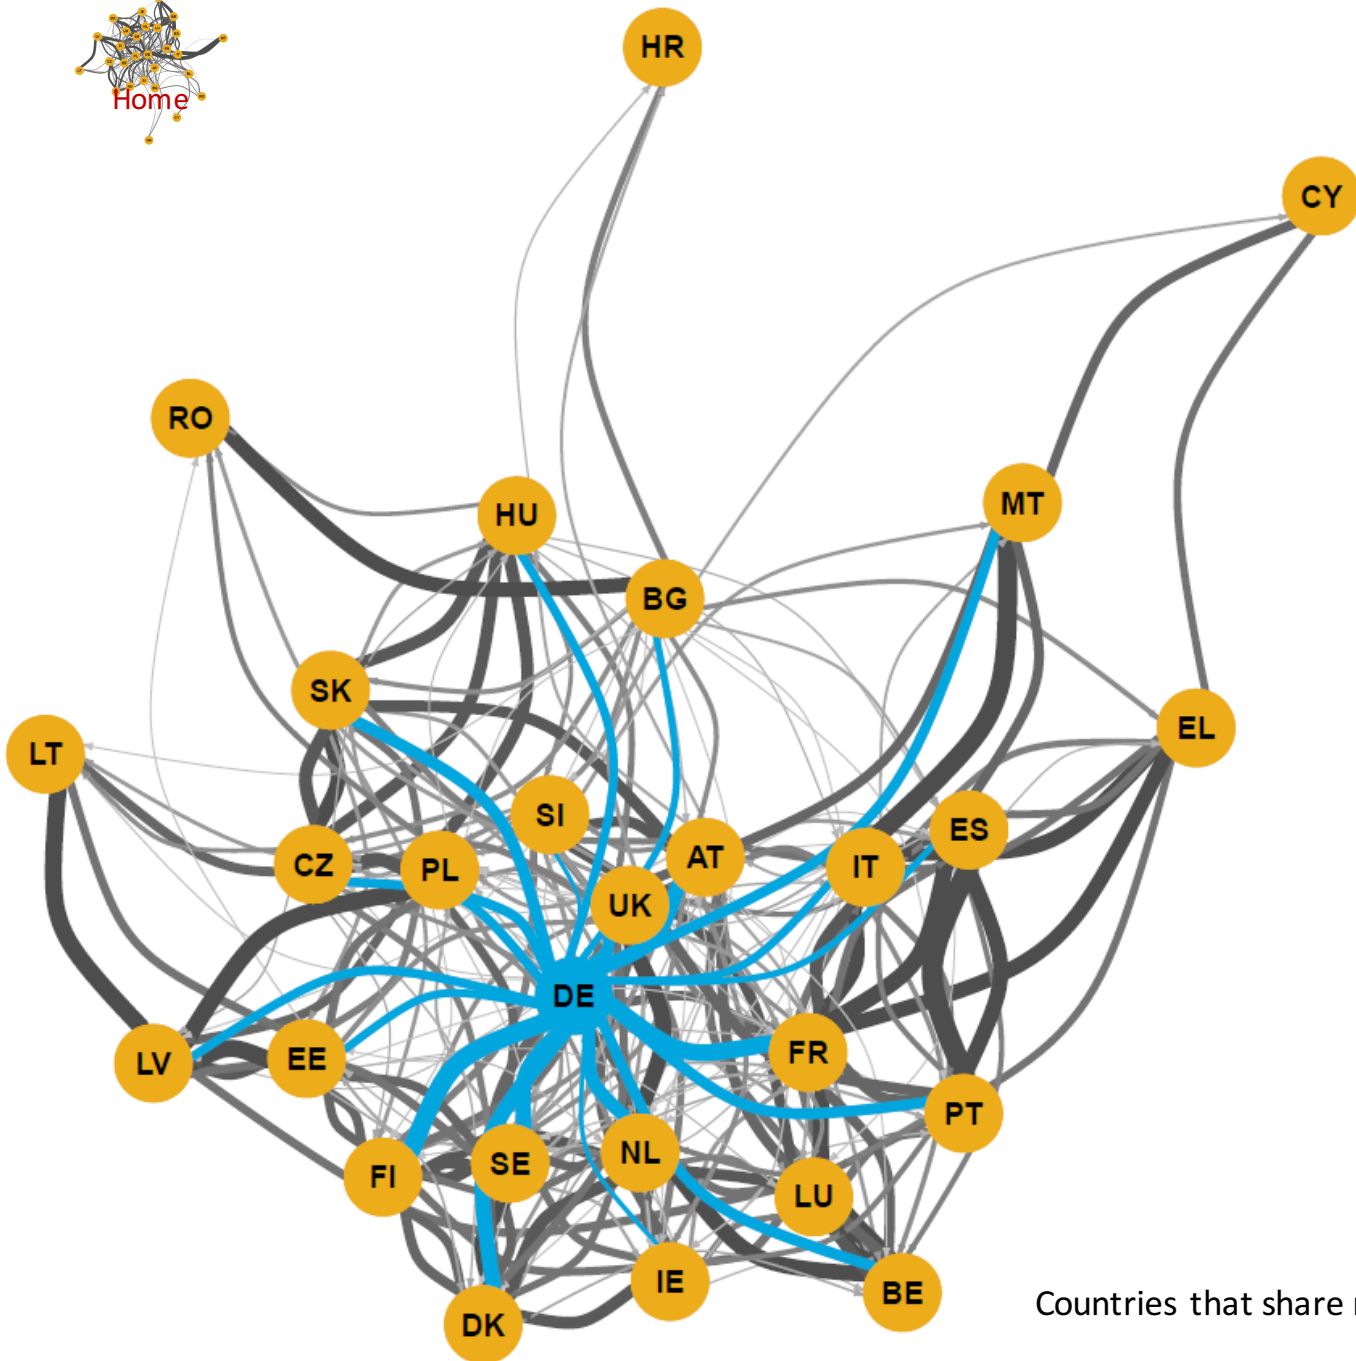 Home
HR
CY
RO
HU
MT
BG
SK
EL
LT
SI
ES
CZ
PL
AT
IT
UK
DE
LV
EE
FR
PT
FI
SE
NL
LU
IE
BE
DK
Countries that share